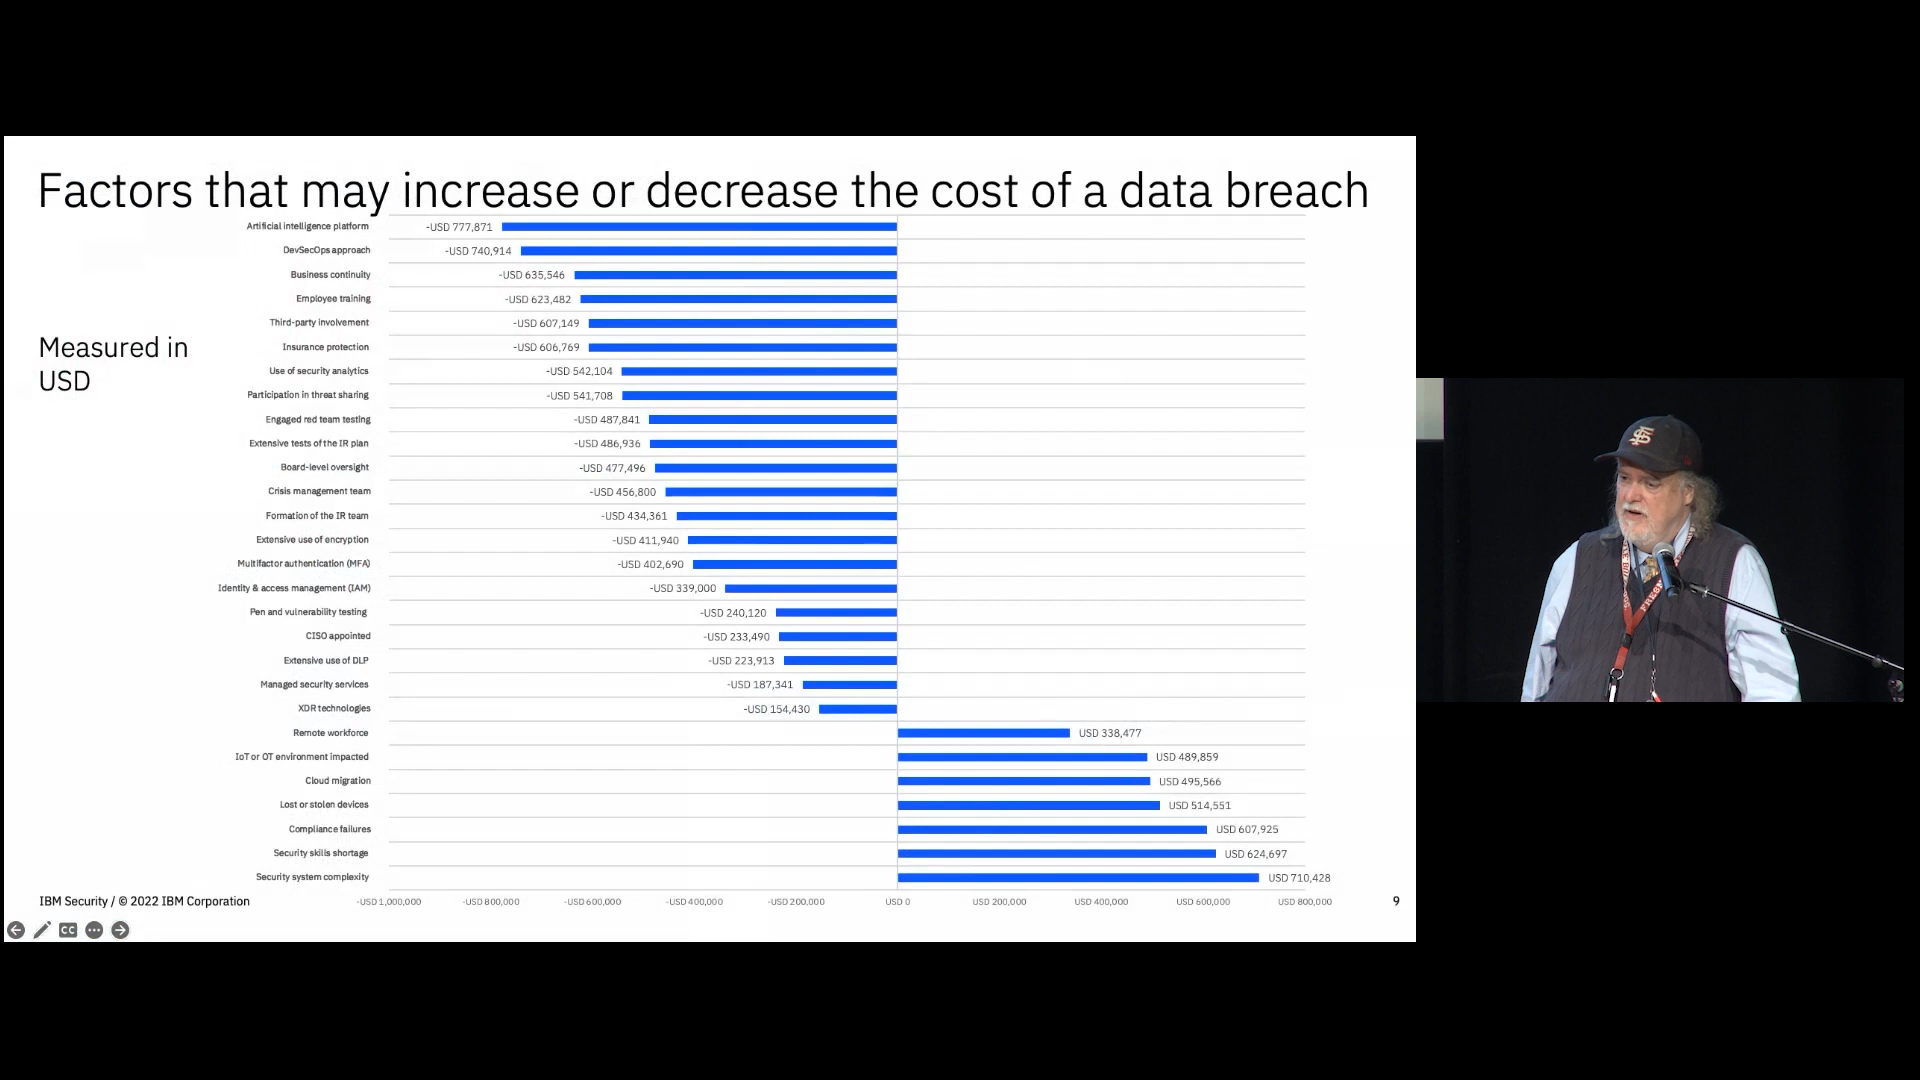 Factors that may increase or decrease the cost of a data breach
Measured in
USD
Artificial intelligence platform -USD 777,871
DevSecOps approach -USD 740,914
Business continuity -USD 635,546
Employee training -USD 623,482
Third-party involvement -USD 607,149
Insurance protection -USD 606,769
Use of security analytics -USD 542,104
Participation in threat sharing -USD 541,708
Engaged red team testing -USD 487,841
Extensive tests of the IR plan -USD 486,936
Board-level oversight -USD 477,496
Crisis management team -USD 456,800
Formation of the IR team -USD 434,361
Extensive use of encryption -USD 411,940
Multifactor authentication (MFA) -USD 402,690
Identity & access management (IAM) -USD 339,000
Pen and vulnerability testing -USD 240,120
CISO appointed -USD 233,490
Extensive use of DLP -USD 223,913
Managed security services -USD 187,341
XDR technologies -USD 154,430
Remote workforce USD 338,477
IoT or OT environment impacted USD 489,859
Cloud migration USD 495,566
Lost or stolen devices USD 514,551
Compliance failures USD 607,925
Security skills shortage USD 624,697
Security system complexity USD 710,428
-USD 1,000,000 -USD 800,000 -USD 600,000 -USD 400,000 -USD 200,000 USD 0 USD 200,000 USD 400,000 USD 600,000 USD 800,000
IBM Security / © 2022 IBM Corporation
9
CC